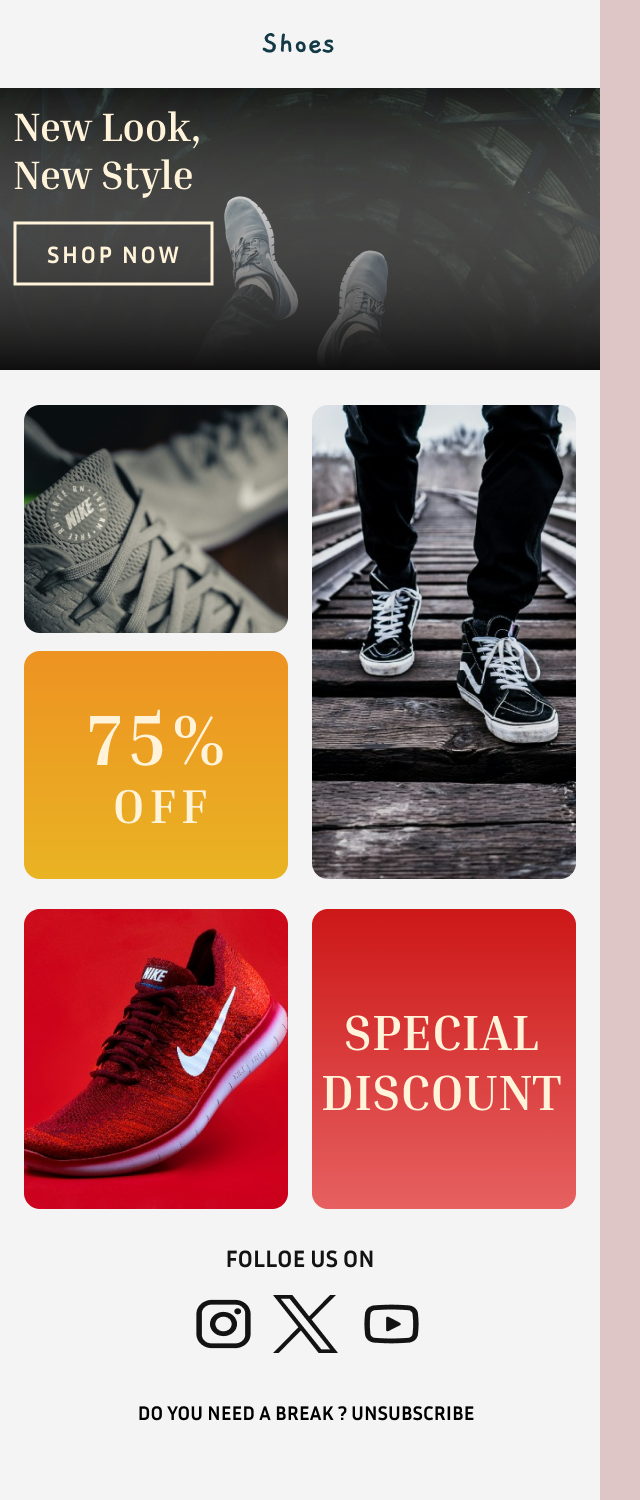 Shoes
New Look,
New Style
SHOP NOW
NIKE
75%
OFF
NIKE
SPECIAL
DISCOUNT
FOLLOE US ON
DO YOU NEED A BREAK ? UNSUBSCRIBE